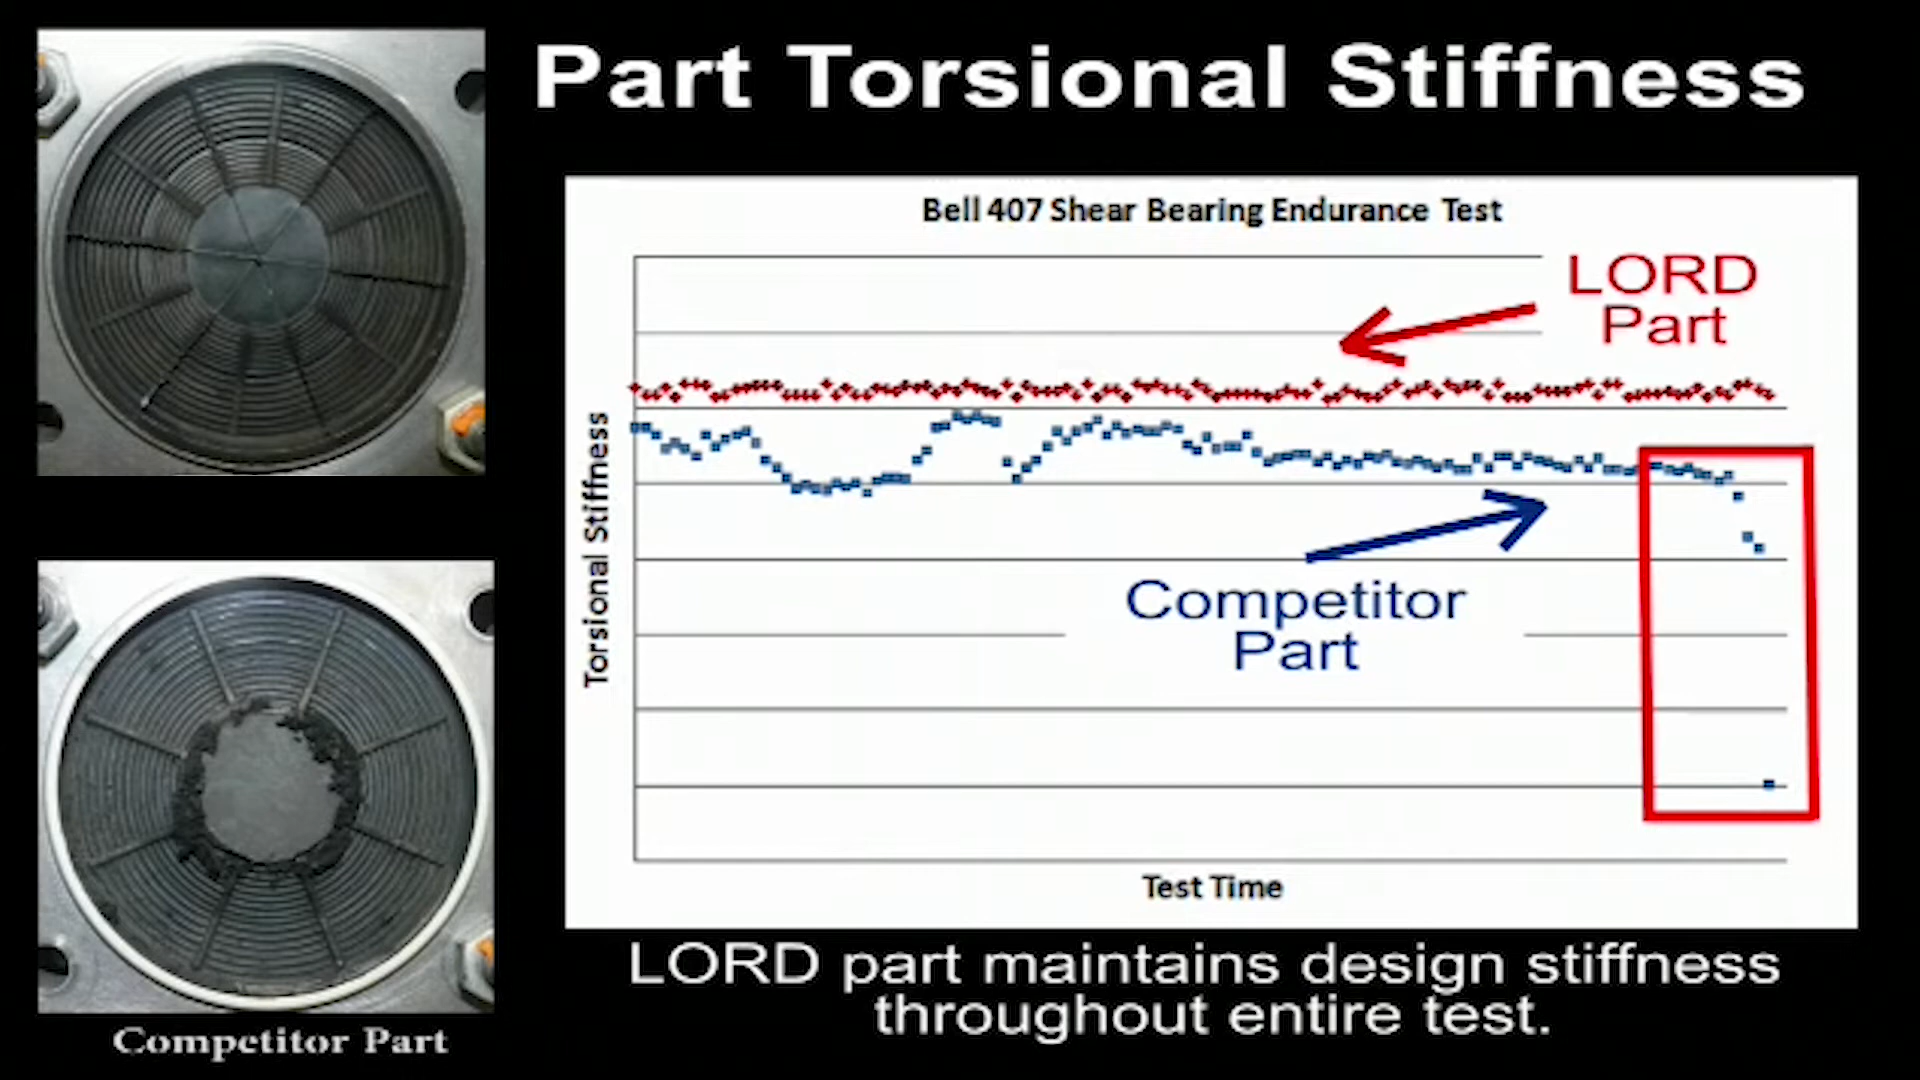 Part Torsional Stiffness
Bell 407 Shear Bearing Endurance Test
LORD
Part
Torsional Stiffness
Competitor
Part
Test Time
LORD part maintains design stiffness
throughout entire test.
Competitor Part